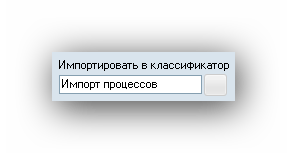 Импортировать в классификатор
Импорт процессов